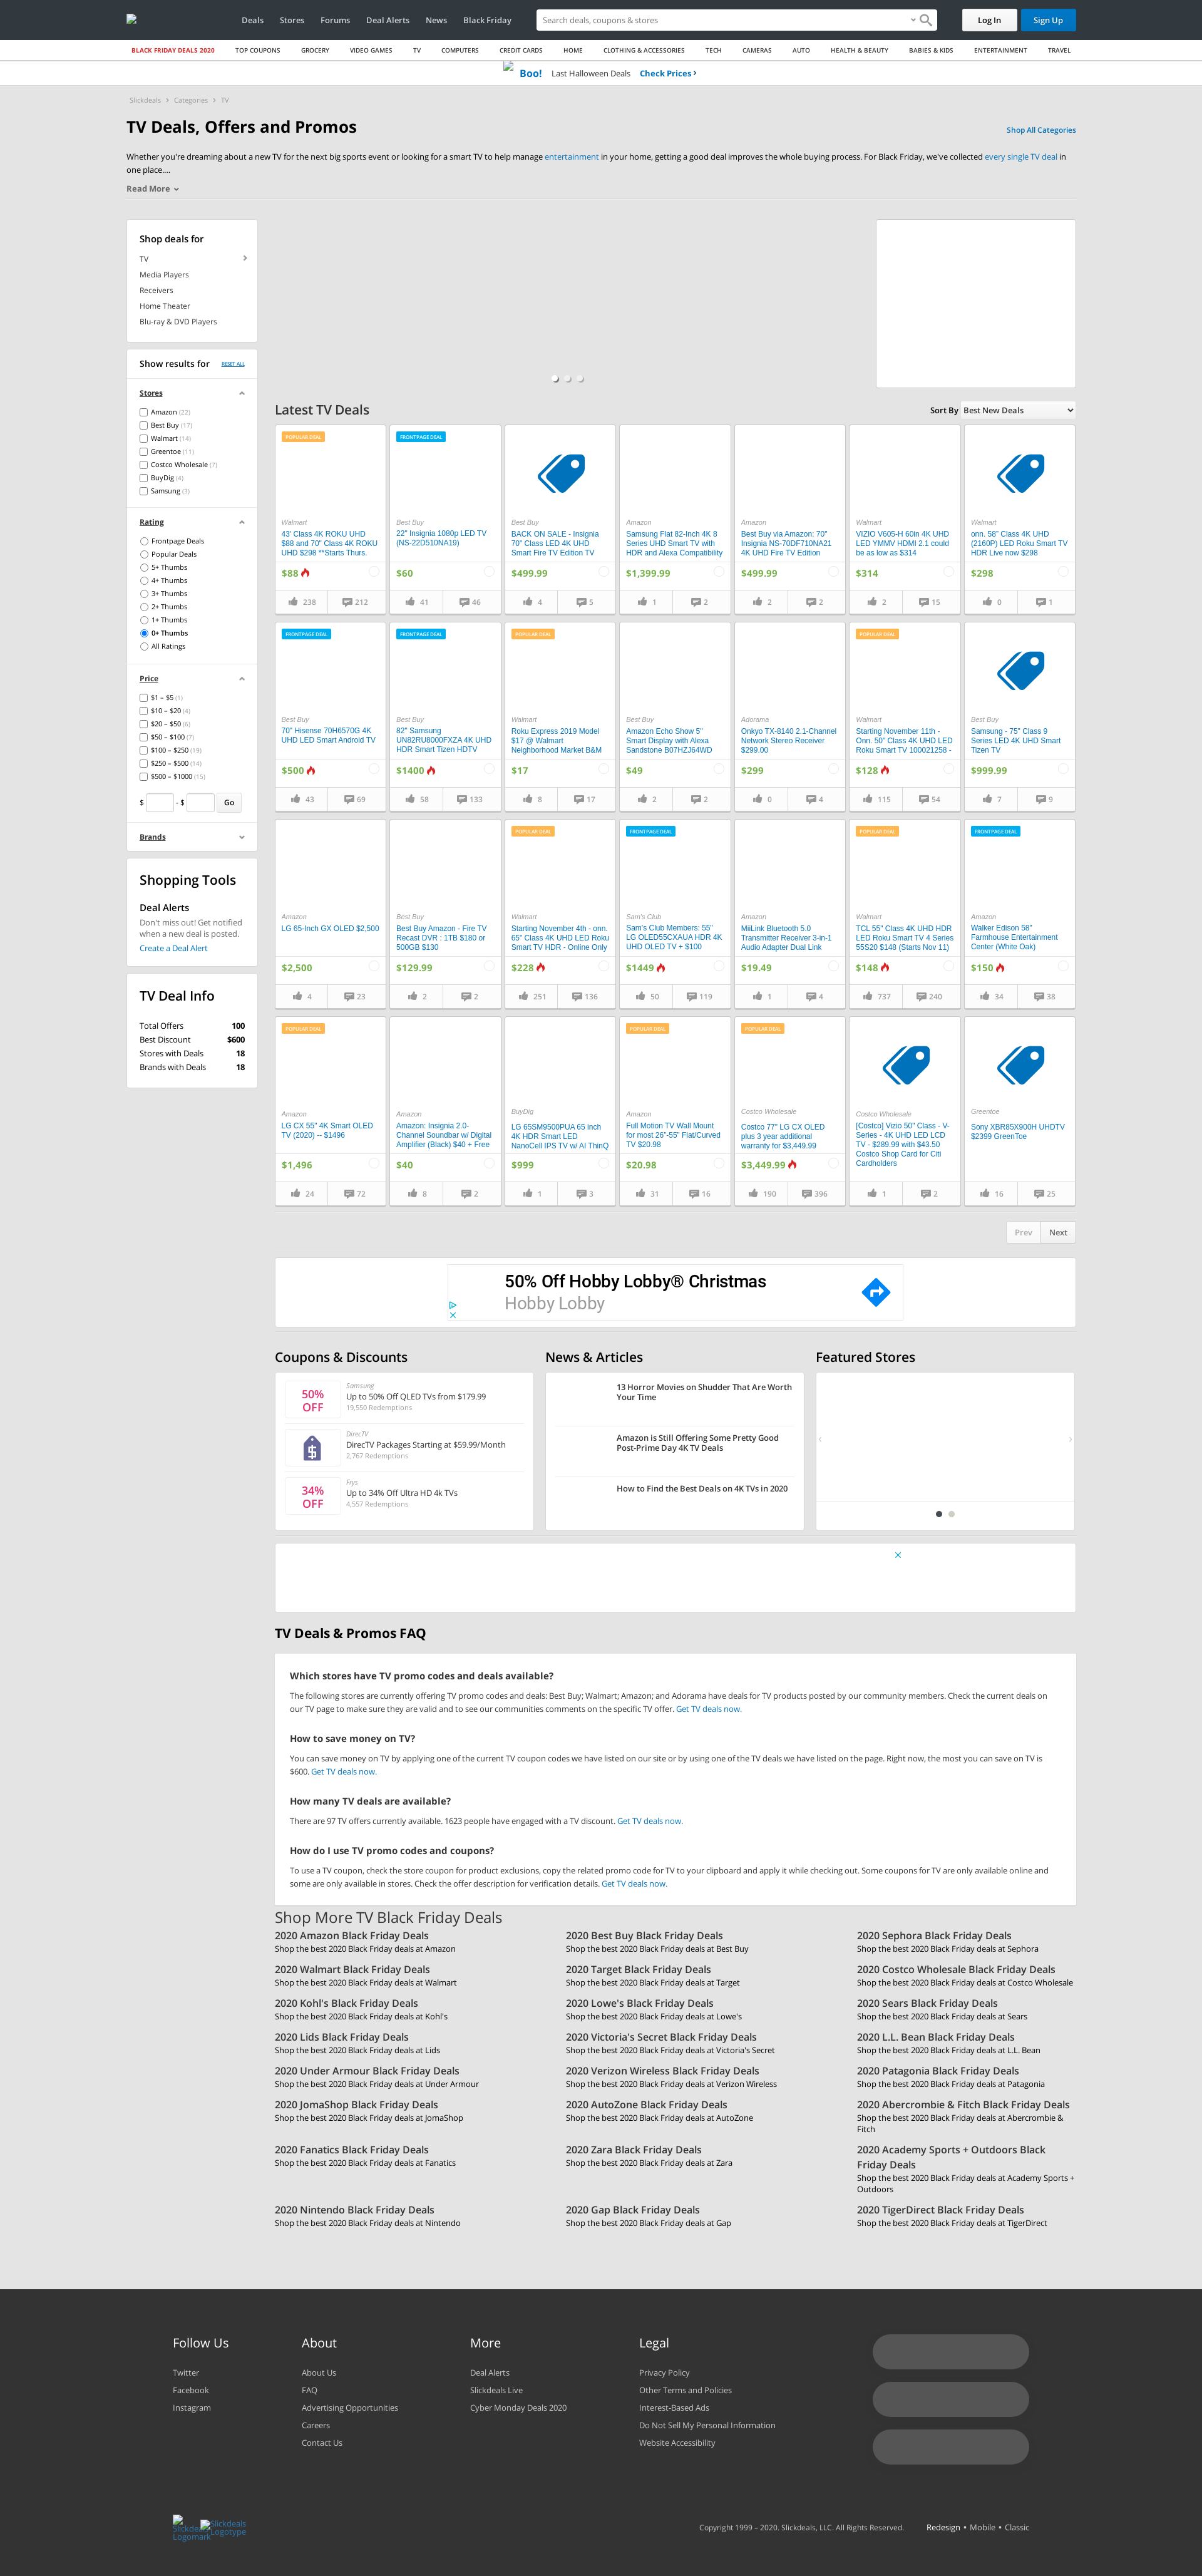 Deals Stores Forums Deal Alerts News Black Friday
Search deals, coupons & stores
Log In
Sign Up
BLACK FRIDAY DEALS 2020 TOP COUPONS GROCERY VIDEO GAMES TV COMPUTERS CREDIT CARDS HOME CLOTHING & ACCESSORIES TECH CAMERAS AUTO HEALTH & BEAUTY BABIES & KIDS ENTERTAINMENT TRAVEL
Boo! Last Halloween Deals Check Prices
Slickdeals Categories TV
TV Deals, Offers and Promos
Shop All Categories
Whether you're dreaming about a new TV for the next big sports event or looking for a smart TV to help manage entertainment in your home, getting a good deal improves the whole buying process. For Black Friday, we've collected every single TV deal in
one place....
Read More
Shop deals for
TV
Media Players
Receivers
Home Theater
Blu-ray & DVD Players
Show results for RESET ALL
Stores
Amazon (22)
Best Buy (17)
Walmart (14)
Greentoe (11)
Costco Wholesale (7)
BuyDig (4)
Samsung (3)
Rating
Frontpage Deals
Popular Deals
5+ Thumbs
4+ Thumbs
3+ Thumbs
2+ Thumbs
1+ Thumbs
0+ Thumbs
All Ratings
Price
$1 – $5 (1)
$10 – $20 (4)
$20 – $50 (6)
$50 – $100 (7)
$100 – $250 (19)
$250 – $500 (14)
$500 – $1000 (15)
$ - $ Go
Brands
Shopping Tools
Deal Alerts
Don't miss out! Get notified
when a new deal is posted.
Create a Deal Alert
TV Deal Info
Total Offers 100
Best Discount $600
Stores with Deals 18
Brands with Deals 18
Latest TV Deals
Sort By Best New Deals
POPULAR DEAL
Walmart
43' Class 4K ROKU UHD
$88 and 70" Class 4K ROKU
UHD $298 **Starts Thurs.
$88
238 212
FRONTPAGE DEAL
Best Buy
22" Insignia 1080p LED TV
(NS-22D510NA19)
$60
41 46
Best Buy
BACK ON SALE - Insignia
70" Class LED 4K UHD
Smart Fire TV Edition TV
$499.99
4 5
Amazon
Samsung Flat 82-Inch 4K 8
Series UHD Smart TV with
HDR and Alexa Compatibility
$1,399.99
1 2
Amazon
Best Buy via Amazon: 70"
Insignia NS-70DF710NA21
4K UHD Fire TV Edition
$499.99
2 2
Walmart
VIZIO V605-H 60in 4K UHD
LED YMMV HDMI 2.1 could
be as low as $314
$314
2 15
Walmart
onn. 58" Class 4K UHD
(2160P) LED Roku Smart TV
HDR Live now $298
$298
0 1
FRONTPAGE DEAL
Best Buy
70" Hisense 70H6570G 4K
UHD LED Smart Android TV
$500
43 69
FRONTPAGE DEAL
Best Buy
82" Samsung
UN82RU8000FXZA 4K UHD
HDR Smart Tizen HDTV
$1400
58 133
POPULAR DEAL
Walmart
Roku Express 2019 Model
$17 @ Walmart
Neighborhood Market B&M
$17
8 17
Best Buy
Amazon Echo Show 5"
Smart Display with Alexa
Sandstone B07HZJ64WD
$49
2 2
Adorama
Onkyo TX-8140 2.1-Channel
Network Stereo Receiver
$299.00
$299
0 4
POPULAR DEAL
Walmart
Starting November 11th -
Onn. 50" Class 4K UHD LED
Roku Smart TV 100021258 -
$128
115 54
Best Buy
Samsung - 75" Class 9
Series LED 4K UHD Smart
Tizen TV
$999.99
7 9
Amazon
LG 65-Inch GX OLED $2,500
$2,500
4 23
Best Buy
Best Buy Amazon - Fire TV
Recast DVR : 1TB $180 or
500GB $130
$129.99
2 2
POPULAR DEAL
Walmart
Starting November 4th - onn.
65" Class 4K UHD LED Roku
Smart TV HDR - Online Only
$228
251 136
FRONTPAGE DEAL
Sam's Club
Sam's Club Members: 55"
LG OLED55CXAUA HDR 4K
UHD OLED TV + $100
$1449
50 119
Amazon
MiiLink Bluetooth 5.0
Transmitter Receiver 3-in-1
Audio Adapter Dual Link
$19.49
1 4
POPULAR DEAL
Walmart
TCL 55" Class 4K UHD HDR
LED Roku Smart TV 4 Series
55S20 $148 (Starts Nov 11)
$148
737 240
FRONTPAGE DEAL
Amazon
Walker Edison 58"
Farmhouse Entertainment
Center (White Oak)
$150
34 38
POPULAR DEAL
Amazon
LG CX 55" 4K Smart OLED
TV (2020) -- $1496
$1,496
24 72
Amazon
Amazon: Insignia 2.0-
Channel Soundbar w/ Digital
Amplifier (Black) $40 + Free
$40
8 2
BuyDig
LG 65SM9500PUA 65 inch
4K HDR Smart LED
NanoCell IPS TV w/ AI ThinQ
$999
1 3
POPULAR DEAL
Amazon
Full Motion TV Wall Mount
for most 26"-55" Flat/Curved
TV $20.98
$20.98
31 16
POPULAR DEAL
Costco Wholesale
Costco 77" LG CX OLED
plus 3 year additional
warranty for $3,449.99
$3,449.99
190 396
Costco Wholesale
[Costco] Vizio 50" Class - V-
Series - 4K UHD LED LCD
TV - $289.99 with $43.50
Costco Shop Card for Citi
Cardholders
1 2
Greentoe
Sony XBR85X900H UHDTV
$2399 GreenToe
16 25
Prev Next
50% Off Hobby Lobby® Christmas
Hobby Lobby
Coupons & Discounts
50% OFF
Samsung
Up to 50% Off QLED TVs from $179.99
19,550 Redemptions
DirecTV
DirecTV Packages Starting at $59.99/Month
2,767 Redemptions
34% OFF
Frys
Up to 34% Off Ultra HD 4k TVs
4,557 Redemptions
News & Articles
13 Horror Movies on Shudder That Are Worth
Your Time
Amazon is Still Offering Some Pretty Good
Post-Prime Day 4K TV Deals
How to Find the Best Deals on 4K TVs in 2020
Featured Stores
TV Deals & Promos FAQ
Which stores have TV promo codes and deals available?
The following stores are currently offering TV promo codes and deals: Best Buy; Walmart; Amazon; and Adorama have deals for TV products posted by our community members. Check the current deals on
our TV page to make sure they are valid and to see our communities comments on the specific TV offer. Get TV deals now.
How to save money on TV?
You can save money on TV by applying one of the current TV coupon codes we have listed on our site or by using one of the TV deals we have listed on the page. Right now, the most you can save on TV is
$600. Get TV deals now.
How many TV deals are available?
There are 97 TV offers currently available. 1623 people have engaged with a TV discount. Get TV deals now.
How do I use TV promo codes and coupons?
To use a TV coupon, check the store coupon for product exclusions, copy the related promo code for TV to your clipboard and apply it while checking out. Some coupons for TV are only available online and
some are only available in stores. Check the offer description for verification details. Get TV deals now.
Shop More TV Black Friday Deals
2020 Amazon Black Friday Deals
Shop the best 2020 Black Friday deals at Amazon
2020 Best Buy Black Friday Deals
Shop the best 2020 Black Friday deals at Best Buy
2020 Sephora Black Friday Deals
Shop the best 2020 Black Friday deals at Sephora
2020 Walmart Black Friday Deals
Shop the best 2020 Black Friday deals at Walmart
2020 Target Black Friday Deals
Shop the best 2020 Black Friday deals at Target
2020 Costco Wholesale Black Friday Deals
Shop the best 2020 Black Friday deals at Costco Wholesale
2020 Kohl's Black Friday Deals
Shop the best 2020 Black Friday deals at Kohl's
2020 Lowe's Black Friday Deals
Shop the best 2020 Black Friday deals at Lowe's
2020 Sears Black Friday Deals
Shop the best 2020 Black Friday deals at Sears
2020 Lids Black Friday Deals
Shop the best 2020 Black Friday deals at Lids
2020 Victoria's Secret Black Friday Deals
Shop the best 2020 Black Friday deals at Victoria's Secret
2020 L.L. Bean Black Friday Deals
Shop the best 2020 Black Friday deals at L.L. Bean
2020 Under Armour Black Friday Deals
Shop the best 2020 Black Friday deals at Under Armour
2020 Verizon Wireless Black Friday Deals
Shop the best 2020 Black Friday deals at Verizon Wireless
2020 Patagonia Black Friday Deals
Shop the best 2020 Black Friday deals at Patagonia
2020 JomaShop Black Friday Deals
Shop the best 2020 Black Friday deals at JomaShop
2020 AutoZone Black Friday Deals
Shop the best 2020 Black Friday deals at AutoZone
2020 Abercrombie & Fitch Black Friday Deals
Shop the best 2020 Black Friday deals at Abercrombie &
Fitch
2020 Fanatics Black Friday Deals
Shop the best 2020 Black Friday deals at Fanatics
2020 Zara Black Friday Deals
Shop the best 2020 Black Friday deals at Zara
2020 Academy Sports + Outdoors Black
Friday Deals
Shop the best 2020 Black Friday deals at Academy Sports +
Outdoors
2020 Nintendo Black Friday Deals
Shop the best 2020 Black Friday deals at Nintendo
2020 Gap Black Friday Deals
Shop the best 2020 Black Friday deals at Gap
2020 TigerDirect Black Friday Deals
Shop the best 2020 Black Friday deals at TigerDirect
Follow Us
Twitter
Facebook
Instagram
About
About Us
FAQ
Advertising Opportunities
Careers
Contact Us
More
Deal Alerts
Slickdeals Live
Cyber Monday Deals 2020
Legal
Privacy Policy
Other Terms and Policies
Interest-Based Ads
Do Not Sell My Personal Information
Website Accessibility
Slickdeals Logomark
Slickdeals Logotype
Copyright 1999 – 2020. Slickdeals, LLC. All Rights Reserved.
Redesign • Mobile • Classic